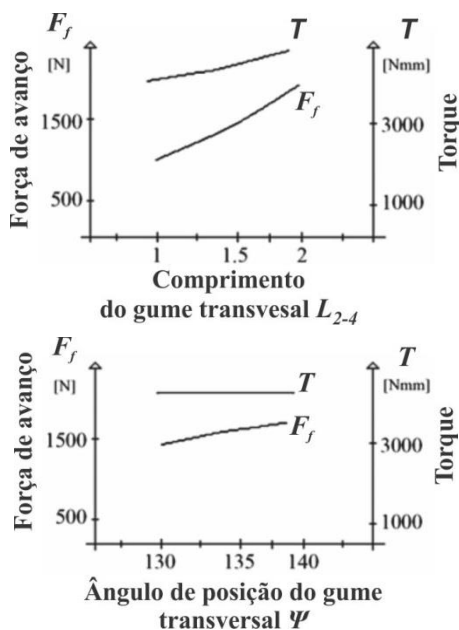 F_f T
[N] [Nmm]
Força de avanço
1500
500
T
F_f
3000
1000
Torque
1 1.5 2
Comprimento
do gume transvesal L_2-4
F_f T
[N] [Nmm]
Força de avanço
1500
500
T
F_f
3000
1000
Torque
130 135 140
Ângulo de posição do gume
transversal Ψ